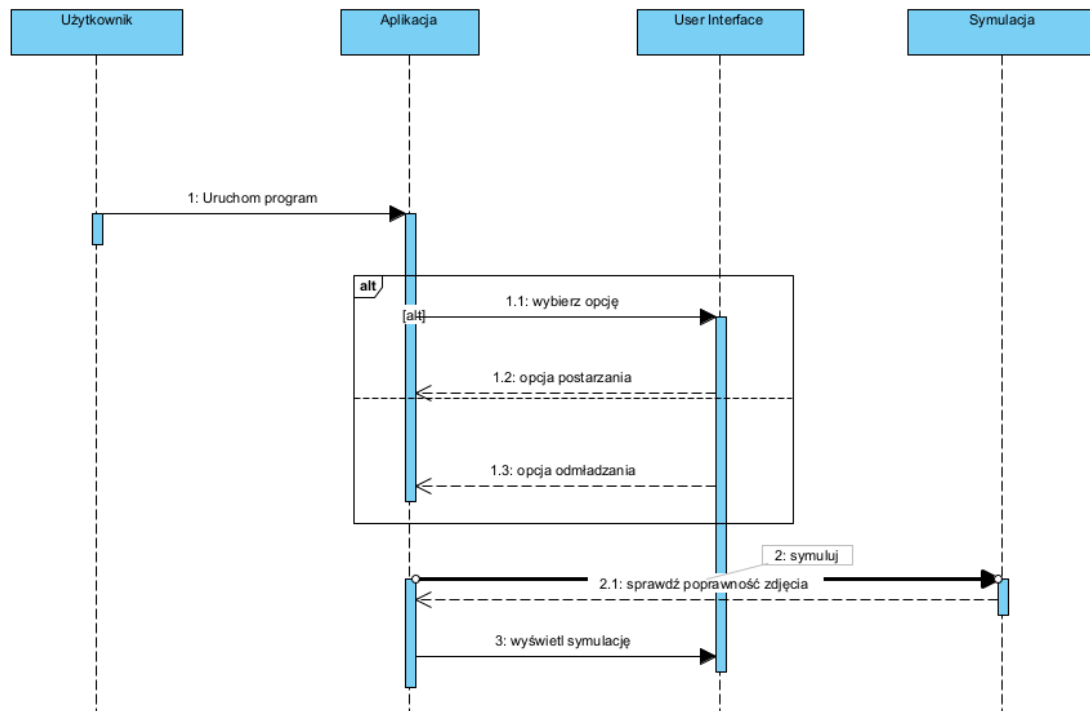 Użytkownik
Aplikacja
User Interface
Symulacja
1: Uruchom program
alt
1.1: wybierz opcję
[alt]
1.2: opcja postarzania
1.3: opcja odmładzania
2: symuluj
2.1: sprawdź poprawność zdjęcia
3: wyświetl symulację